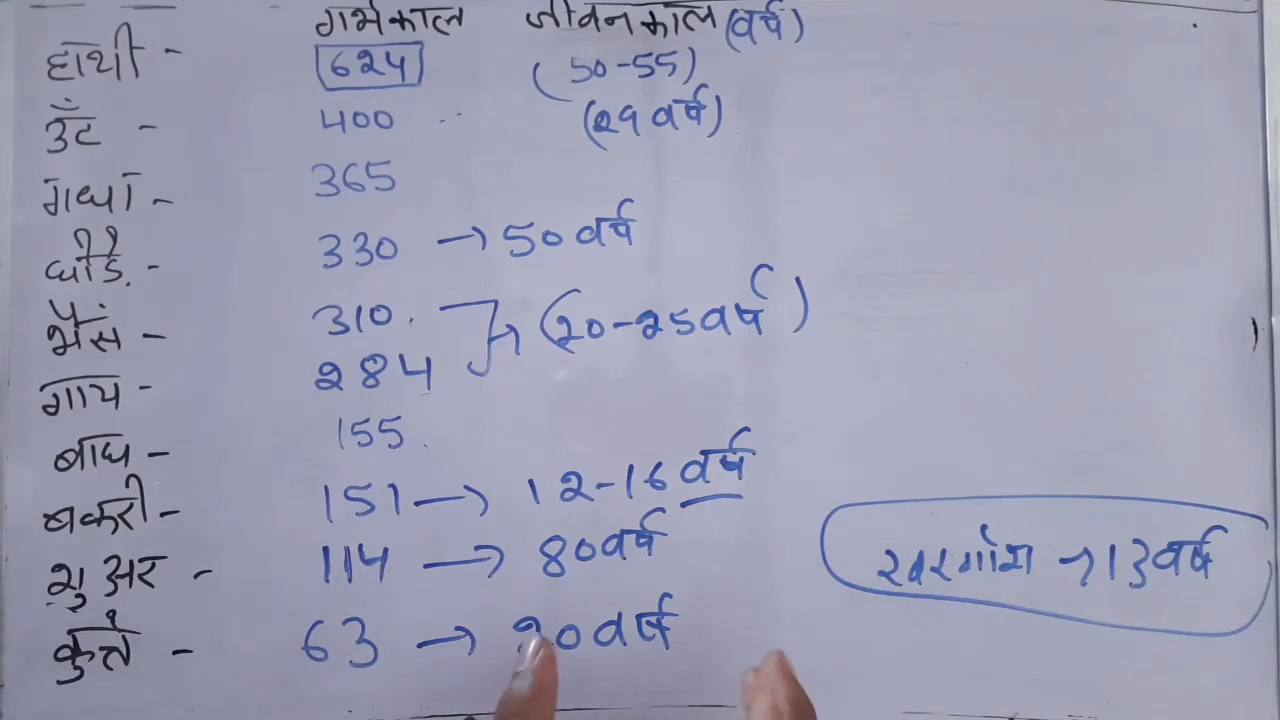 गर्भकाल जीवनकाल (वर्ष)
हाथी - 624 (50-55)
ऊँट - 400 (29 वर्ष)
गधा - 365
घोड़े - 330 → 50 वर्ष
भैंस - 310 → (20-25 वर्ष)
गाय - 284
बाघ - 155
बकरी - 151 → 12-16 वर्ष
शुअर - 114 → 80 वर्ष
खरगोश → 13 वर्ष
कुत्ते - 63 → वर्ष